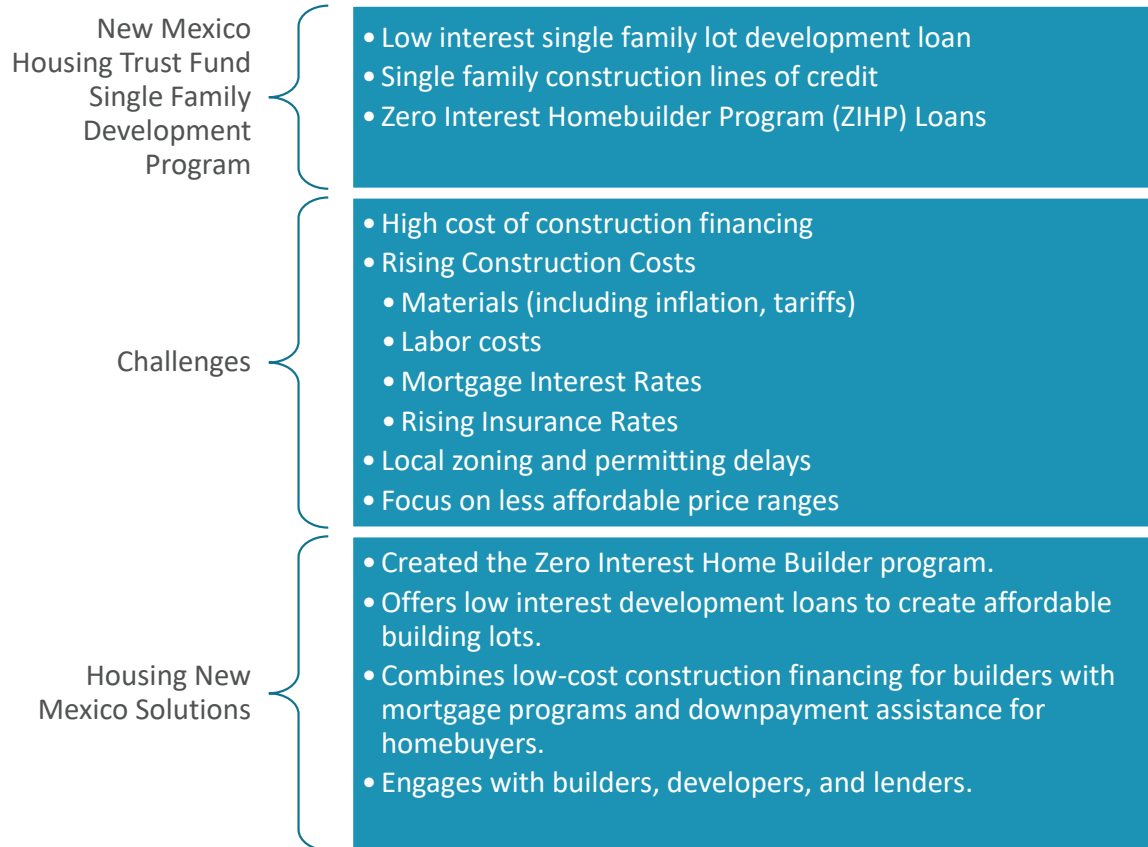 New Mexico
Housing Trust Fund
Single Family
Development
Program
• Low interest single family lot development loan
• Single family construction lines of credit
• Zero Interest Homebuilder Program (ZIHP) Loans
Challenges
• High cost of construction financing
• Rising Construction Costs
• Materials (including inflation, tariffs)
• Labor costs
• Mortgage Interest Rates
• Rising Insurance Rates
• Local zoning and permitting delays
• Focus on less affordable price ranges
Housing New
Mexico Solutions
• Created the Zero Interest Home Builder program.
• Offers low interest development loans to create affordable
building lots.
• Combines low-cost construction financing for builders with
mortgage programs and downpayment assistance for
homebuyers.
• Engages with builders, developers, and lenders.